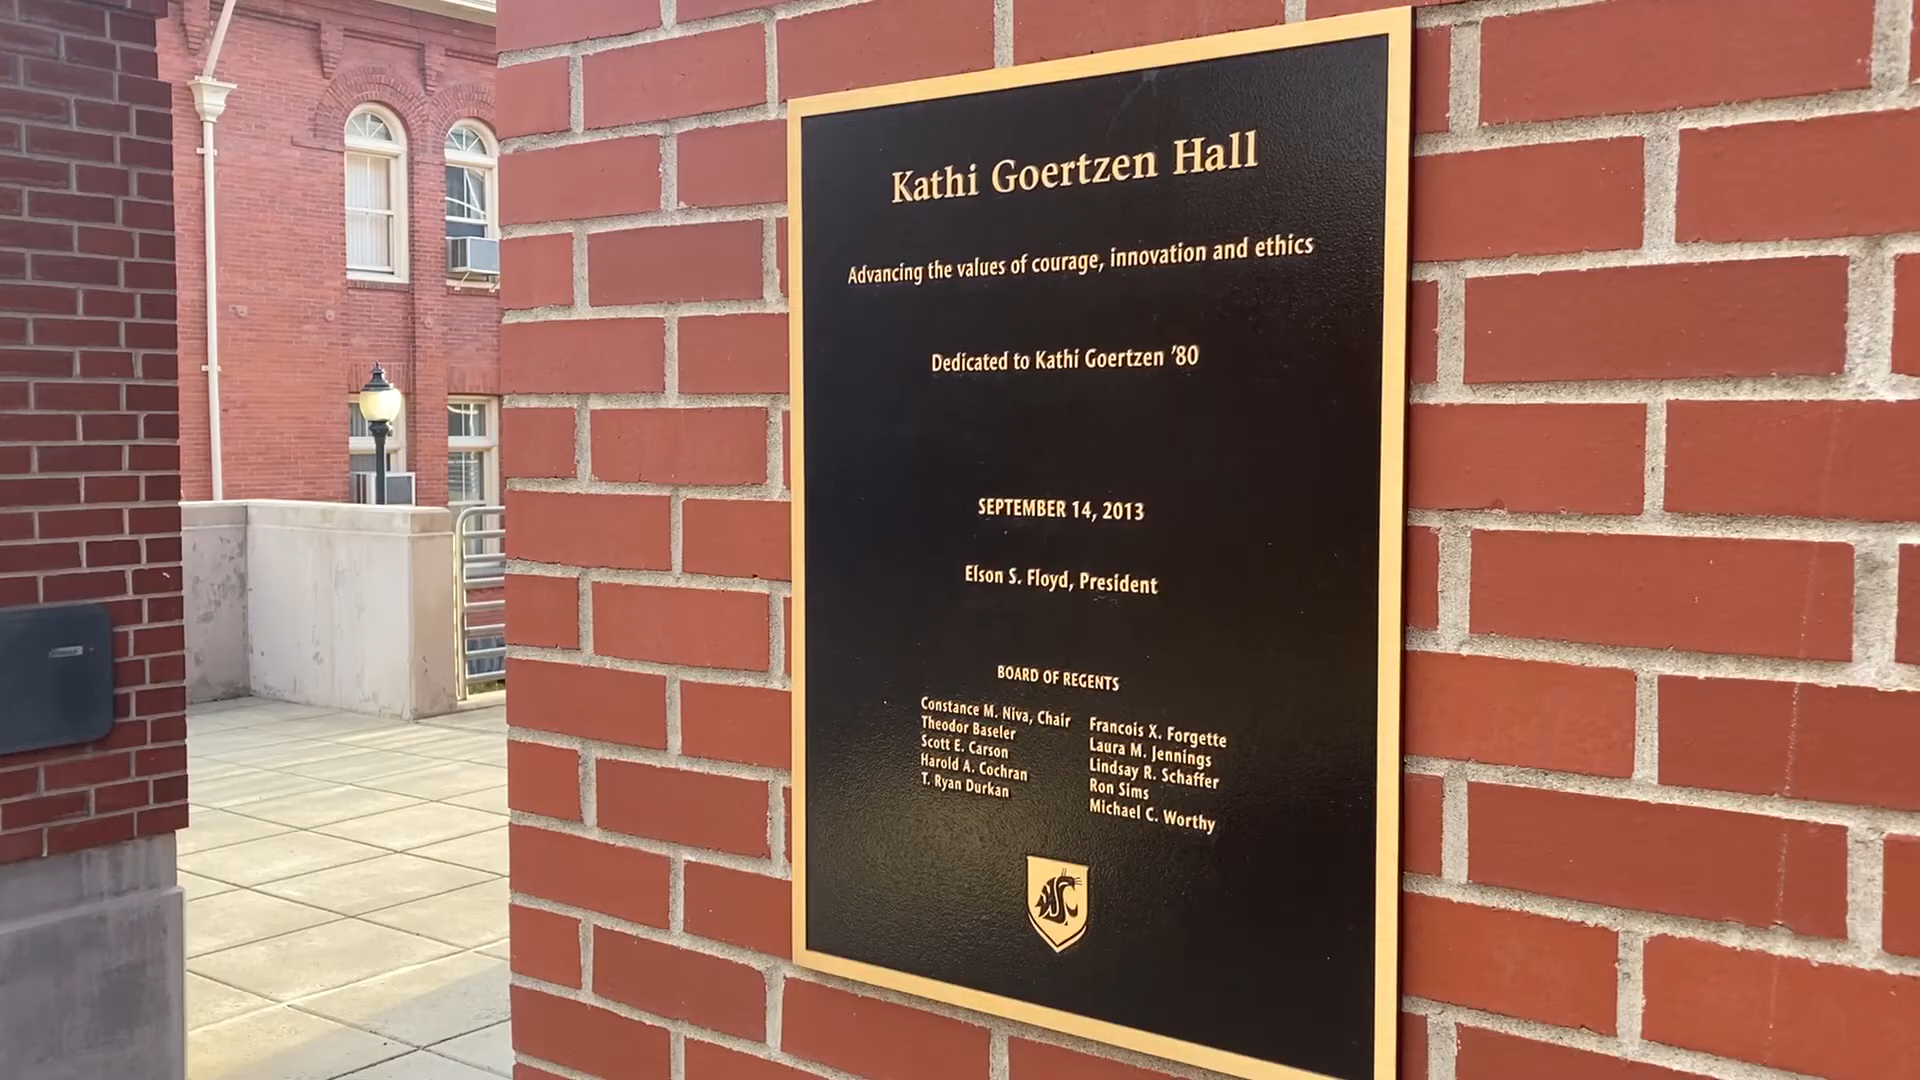 Kathi Goertzen Hall
Advancing the values of courage, innovation and ethics
Dedicated to Kathi Goertzen '80
SEPTEMBER 14, 2013
Elson S. Floyd, President
BOARD OF REGENTS
Constance M. Niva, Chair
Theodor Baseler
Scott E. Carson
Harold A. Cochran
T. Ryan Durkan
Francois X. Forgette
Laura M. Jennings
Lindsay R. Schaffer
Ron Sims
Michael C. Worthy